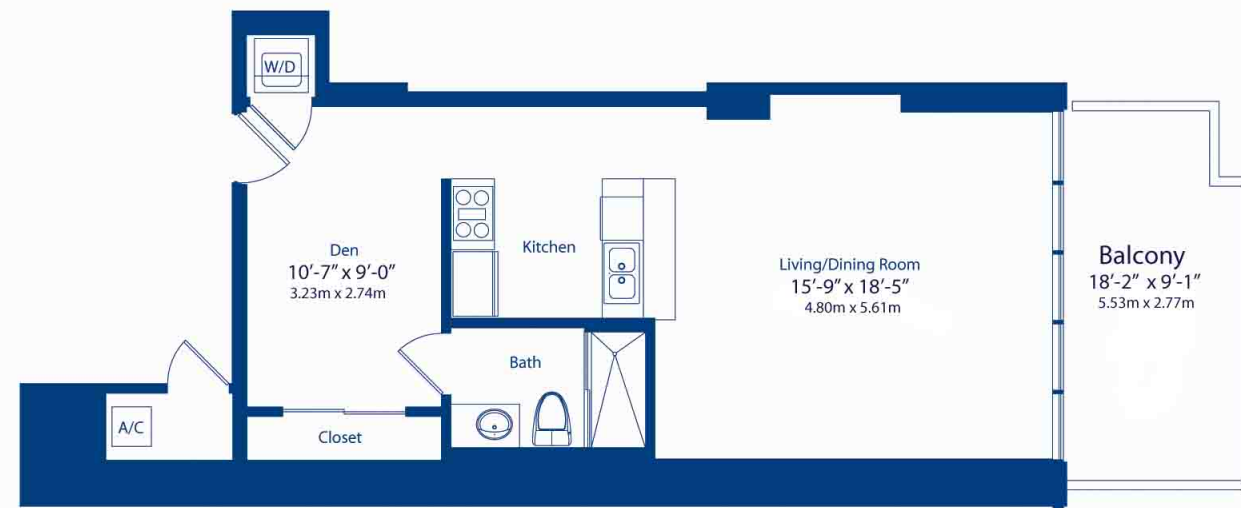 W/D
Den
10'-7” x 9'-0”
3.23m x 2.74m
Kitchen
Living/Dining Room
15'-9” x 18'-5”
4.80m x 5.61m
Balcony
18'-2” x 9'-1”
5.53m x 2.77m
Bath
A/C
Closet